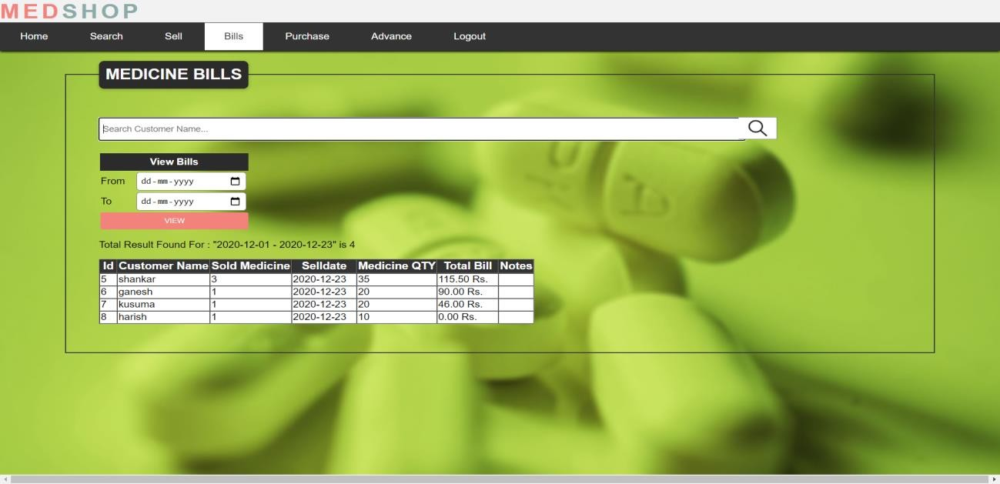 MEDSHOP
Home Search Sell Bills Purchase Advance Logout
MEDICINE BILLS
Search Customer Name...
View Bills
From dd-mm-yyyy
To dd-mm-yyyy
VIEW
Total Result Found For : "2020-12-01 - 2020-12-23" is 4
Id Customer Name Sold Medicine Selldate Medicine QTY Total Bill Notes
5 shankar 3 2020-12-23 35 115.50 Rs.
6 ganesh 1 2020-12-23 20 90.00 Rs.
7 kusuma 1 2020-12-23 20 46.00 Rs.
8 harish 1 2020-12-23 10 0.00 Rs.